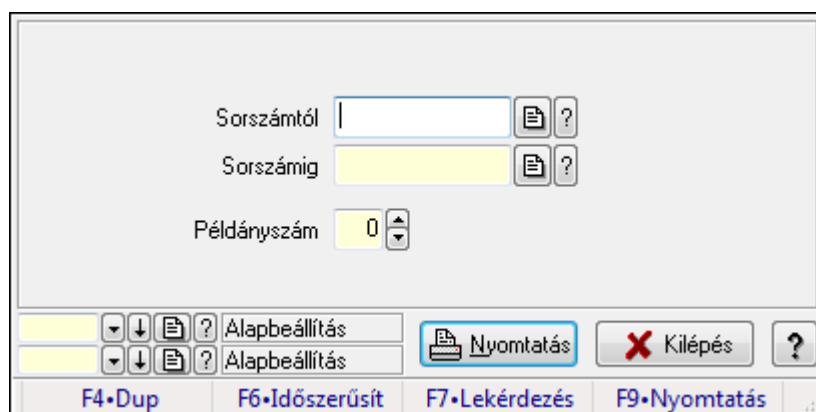 Sorszámtól ?
Sorszámig ?
Példányszám 0
? Alapbeállítás
? Alapbeállítás
Nyomtatás Kilépés ?
F4•Dup F6•Időszerűsít F7•Lekérdezés F9•Nyomtatás